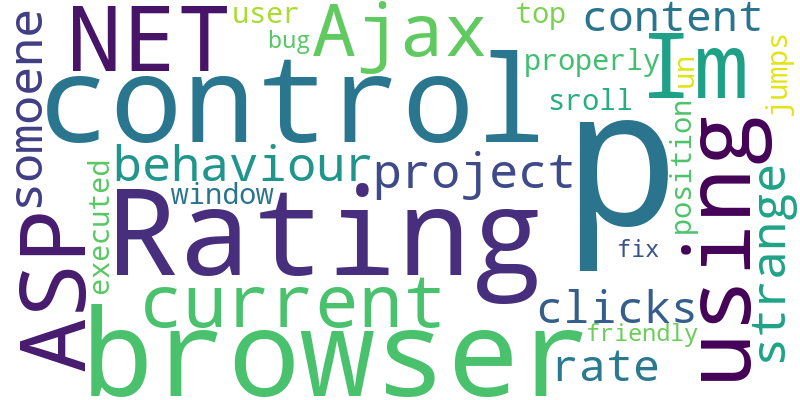 NET
user
bug
Ajax
top
content
somoene
control
properly
Im
un
jumps
sroll
p
using
behaviour
project
position
executed
window
Rating
strange
ASP
fix
current
clicks
browser
friendly
rate